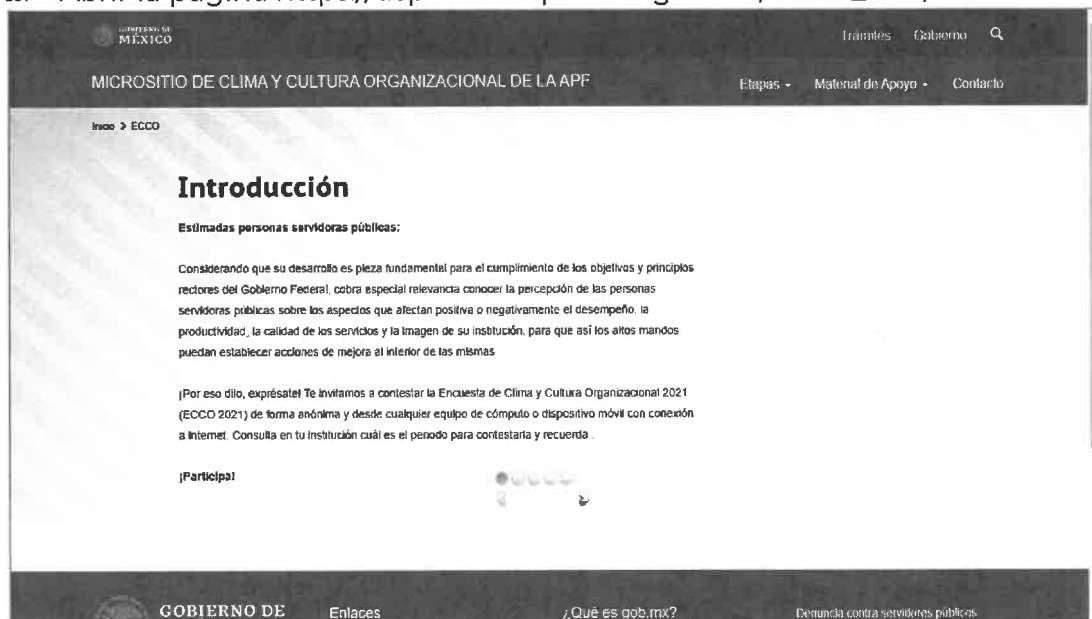 GOBIERNO DE
MÉXICO
Trámites Gobierno
MICROSITIO DE CLIMA Y CULTURA ORGANIZACIONAL DE LA APF
Etapas Material de Apoyo Contacto
Inicio > ECCO
Introducción
Estimadas personas servidoras públicas:
Considerando que su desarrollo es pieza fundamental para el cumplimiento de los objetivos y principios
rectores del Gobierno Federal, cobra especial relevancia conocer la percepción de las personas
servidoras públicas sobre los aspectos que afectan positiva o negativamente el desempeño, la
productividad, la calidad de los servicios y la imagen de su institución, para que así los altos mandos
puedan establecer acciones de mejora al interior de las mismas
¡Por eso dilo, exprésate! Te invitamos a contestar la Encuesta de Clima y Cultura Organizacional 2021
(ECCO 2021) de forma anónima y desde cualquier equipo de cómputo o dispositivo móvil con conexión
a Internet. Consulta en tu institución cuál es el periodo para contestarla y recuerda .
¡Participa!
GOBIERNO DE
Enlaces
¿Qué es gob.mx?
Denuncia contra servidores públicos